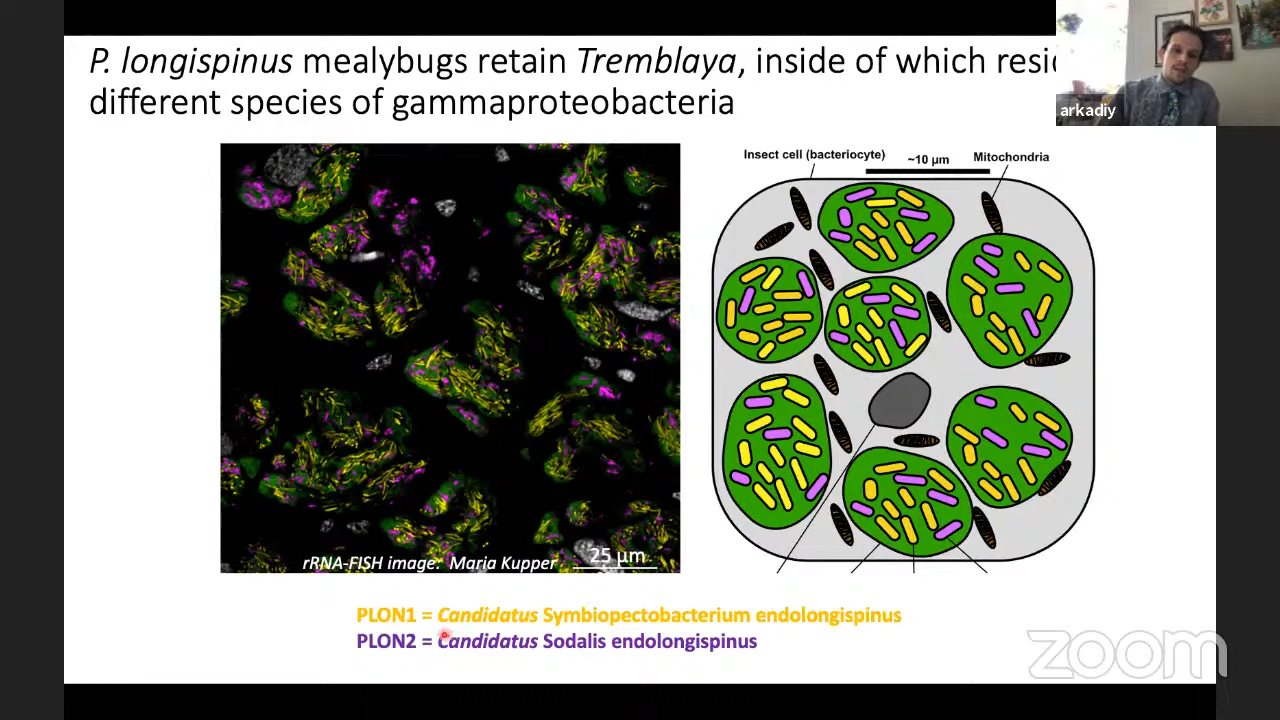 P. longispinus mealybugs retain Tremblaya, inside of which
different species of gammaproteobacteria
arkadiy
Insect cell (bacteriocyte)
~10 µm
Mitochondria
rRNA-FISH image: Maria Kupper
25 µm
PLON1 = Candidatus Symbiopectobacterium endolongispinus
PLON2 = Candidatus Sodalis endolongispinus
zoom